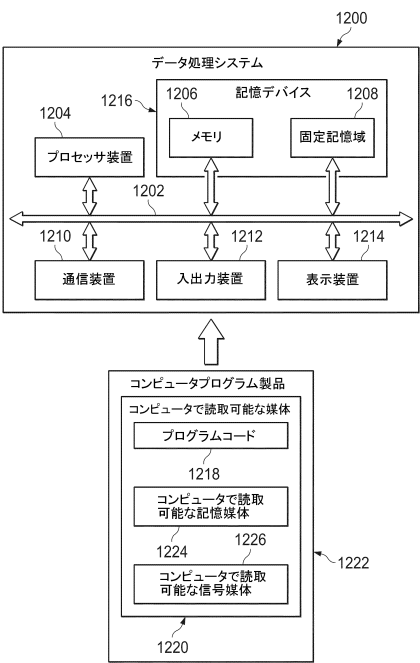 1200
データ処理システム
1216
1206
記憶デバイス
1208
1204
メモリ
固定記憶域
プロセッサ装置
1202
1210
1212
1214
通信装置
入出力装置
表示装置
コンピュータプログラム製品
コンピュータで読取可能な媒体
プログラムコード
1218
コンピュータで読取
可能な記憶媒体
1224
1226
コンピュータで読取
可能な信号媒体
1222
1220